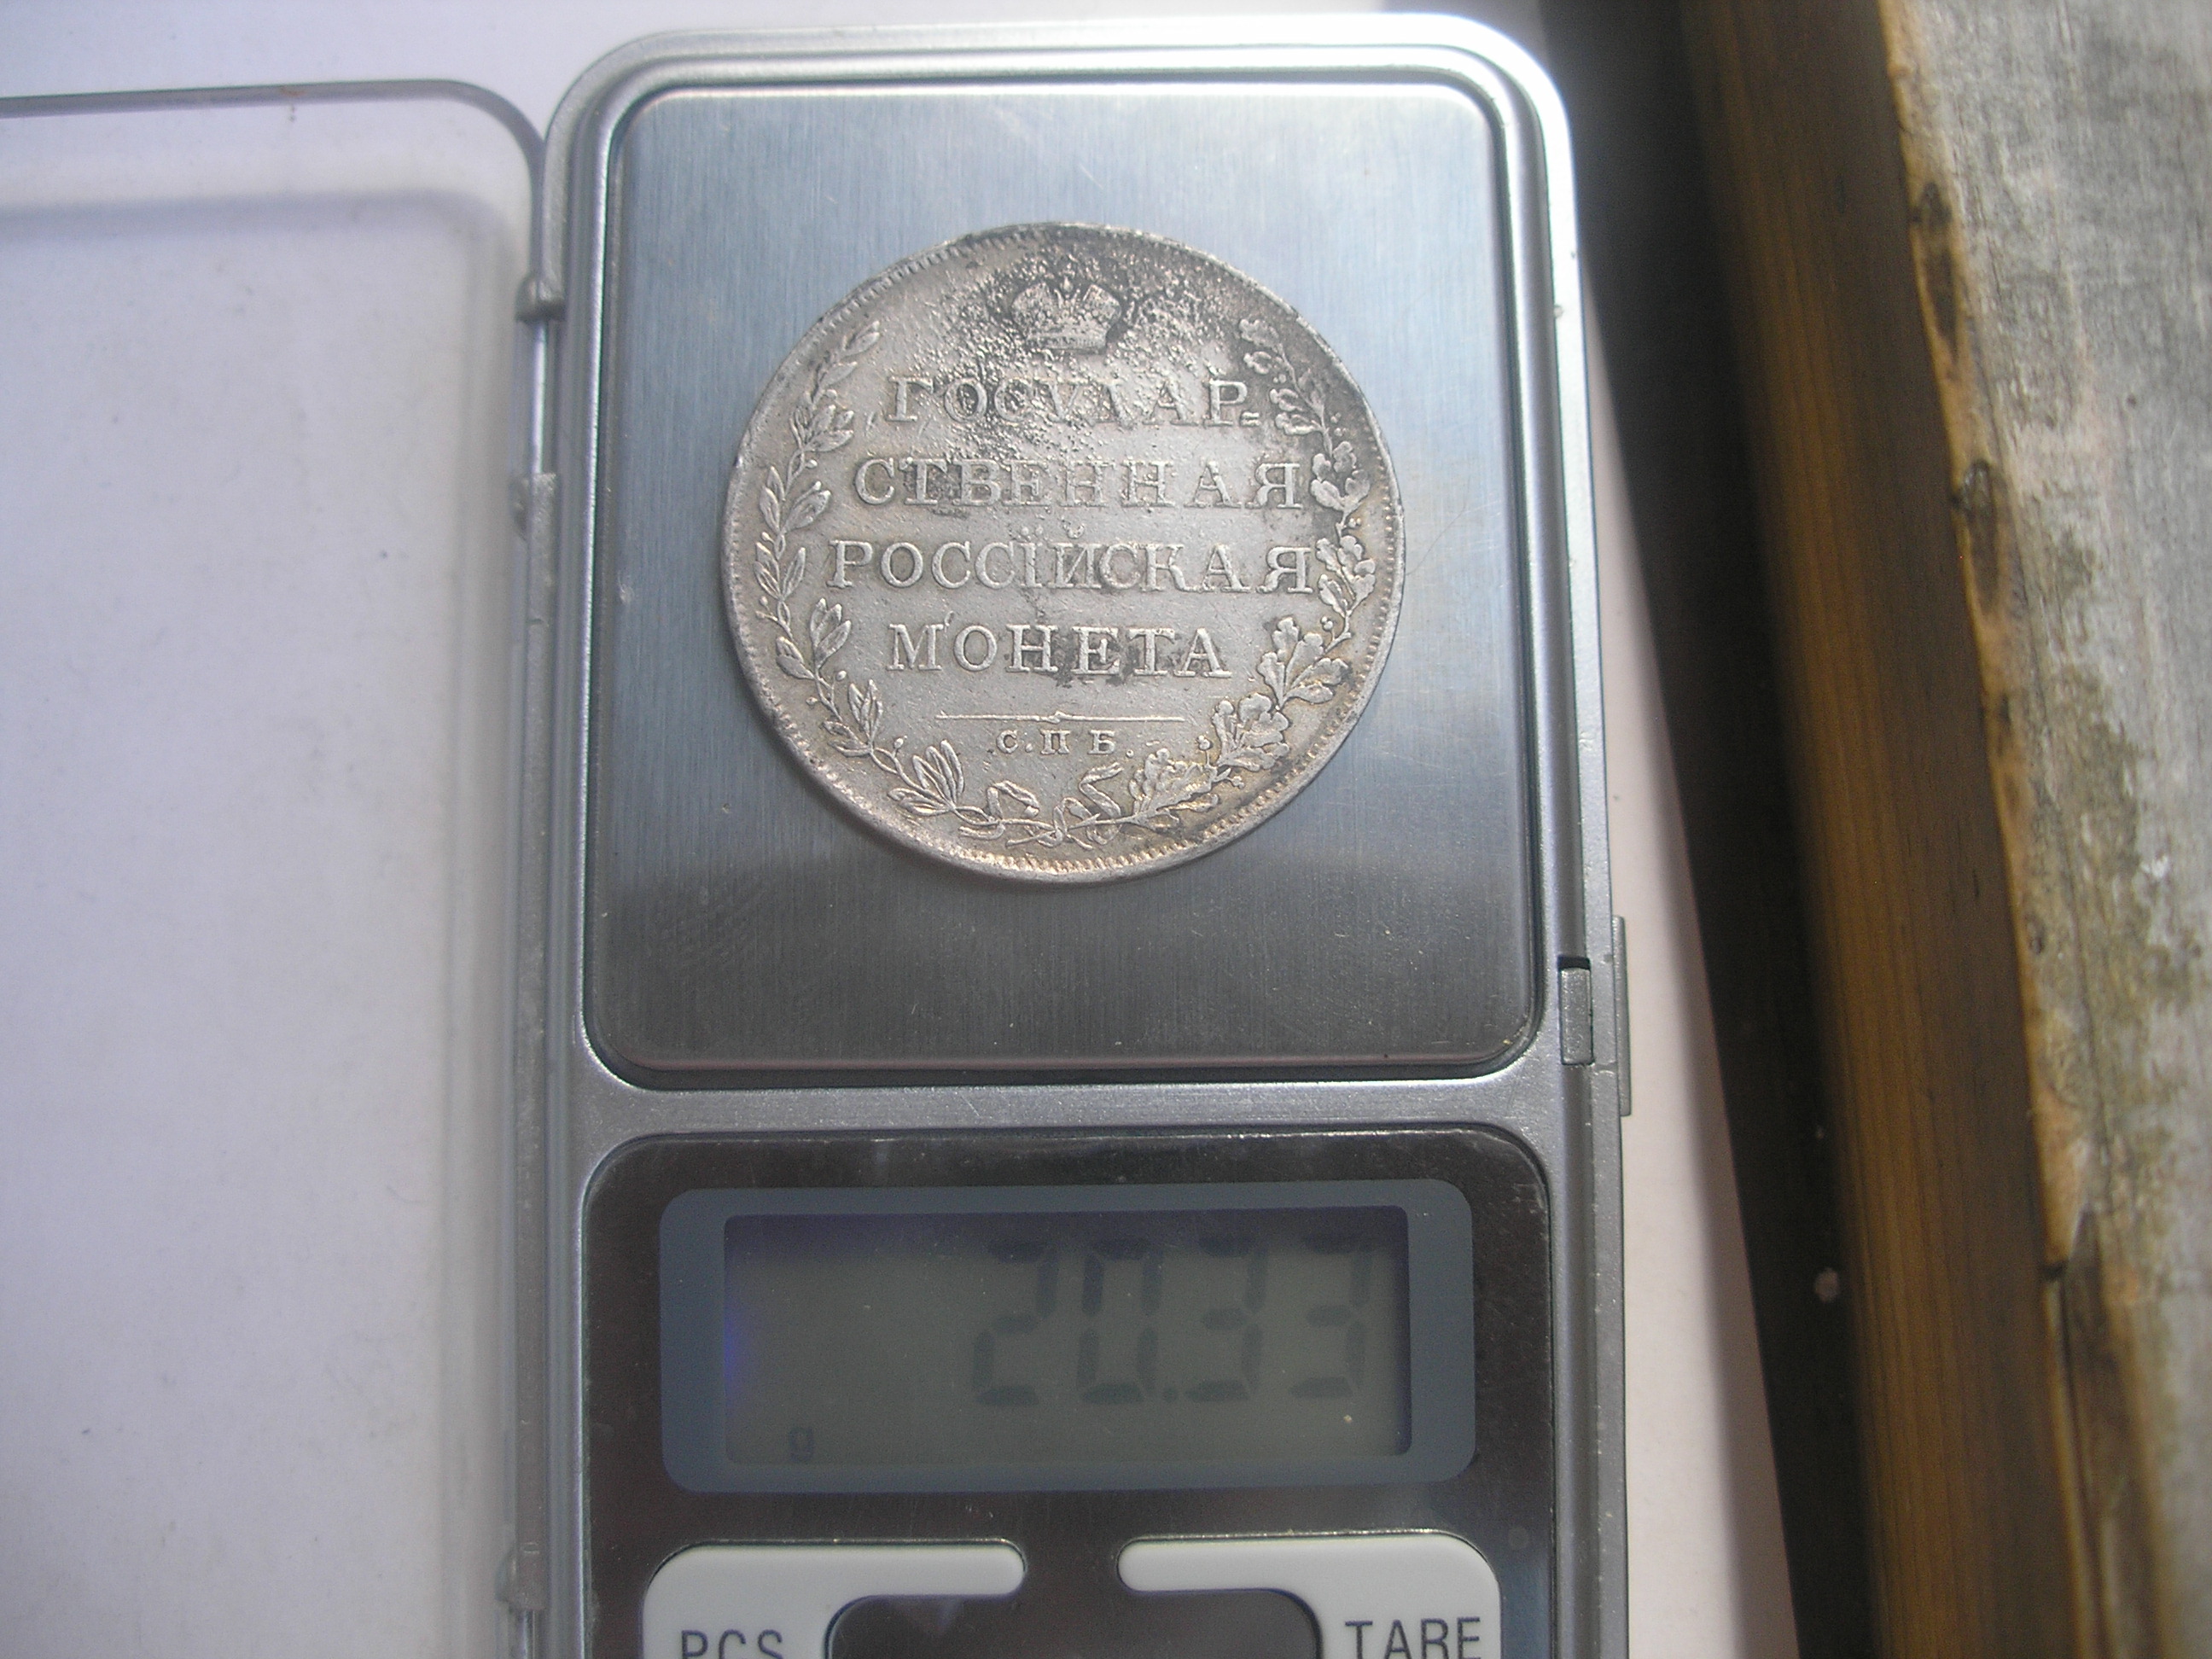 ГОСУДАР-
СТВЕННАЯ
РОССІЙСКАЯ
МОНЕТА
С.П Б.
20.33
g
PCS
TARE